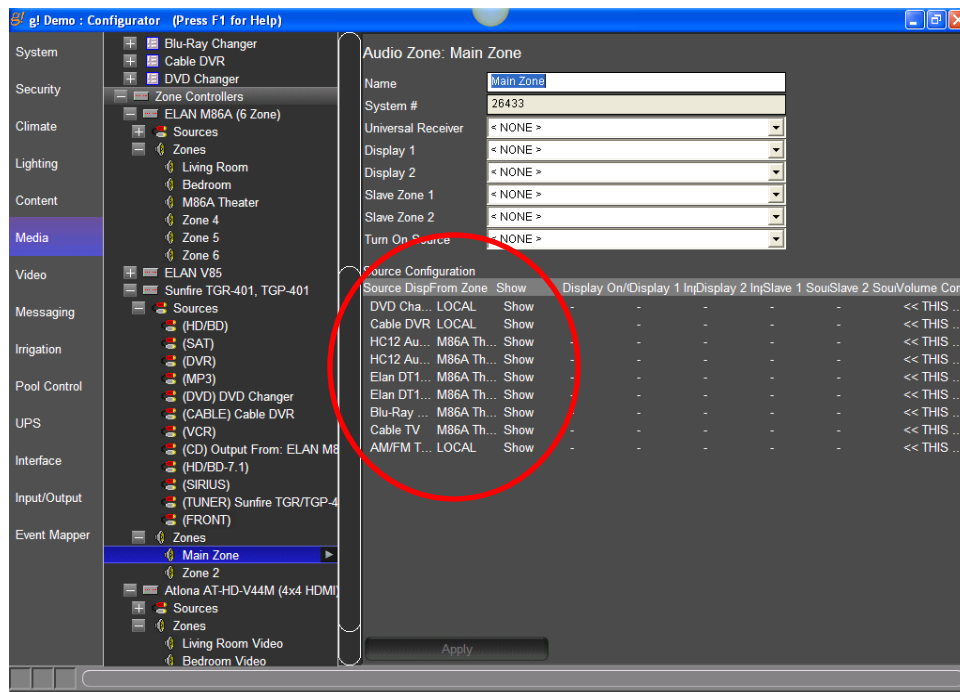 g! g! Demo : Configurator (Press F1 for Help)
System
Security
Climate
Lighting
Content
Media
Video
Messaging
Irrigation
Pool Control
UPS
Interface
Input/Output
Event Mapper
Blu-Ray Changer
Cable DVR
DVD Changer
Zone Controllers
ELAN M86A (6 Zone)
Sources
Zones
Living Room
Bedroom
M86A Theater
Zone 4
Zone 5
Zone 6
ELAN V85
Sunfire TGR-401, TGP-401
Sources
(HD/BD)
(SAT)
(DVR)
(MP3)
(DVD) DVD Changer
(CABLE) Cable DVR
(VCR)
(CD) Output From: ELAN M8
(HD/BD-7.1)
(SIRIUS)
(TUNER) Sunfire TGR/TGP-4
(FRONT)
Zones
Main Zone
Zone 2
Atlona AT-HD-V44M (4x4 HDMI)
Sources
Zones
Living Room Video
Bedroom Video
Audio Zone: Main Zone
Name Main Zone
System # 26433
Universal Receiver < NONE >
Display 1 < NONE >
Display 2 < NONE >
Slave Zone 1 < NONE >
Slave Zone 2 < NONE >
Turn On Source < NONE >
Source Configuration
Source Disp From Zone Show Display On/( Display 1 In Display 2 In Slave 1 Sou Slave 2 Sou Volume Con
DVD Cha... LOCAL Show - - - - - << THIS ...
Cable DVR LOCAL Show - - - - - << THIS ...
HC12 Au... M86A Th... Show - - - - - << THIS ...
HC12 Au... M86A Th... Show - - - - - << THIS ...
Elan DT1... M86A Th... Show - - - - - << THIS ...
Elan DT1... M86A Th... Show - - - - - << THIS ...
Blu-Ray ... M86A Th... Show - - - - - << THIS ...
Cable TV M86A Th... Show - - - - - << THIS ...
AM/FM T... LOCAL Show - - - - - << THIS ...
Apply